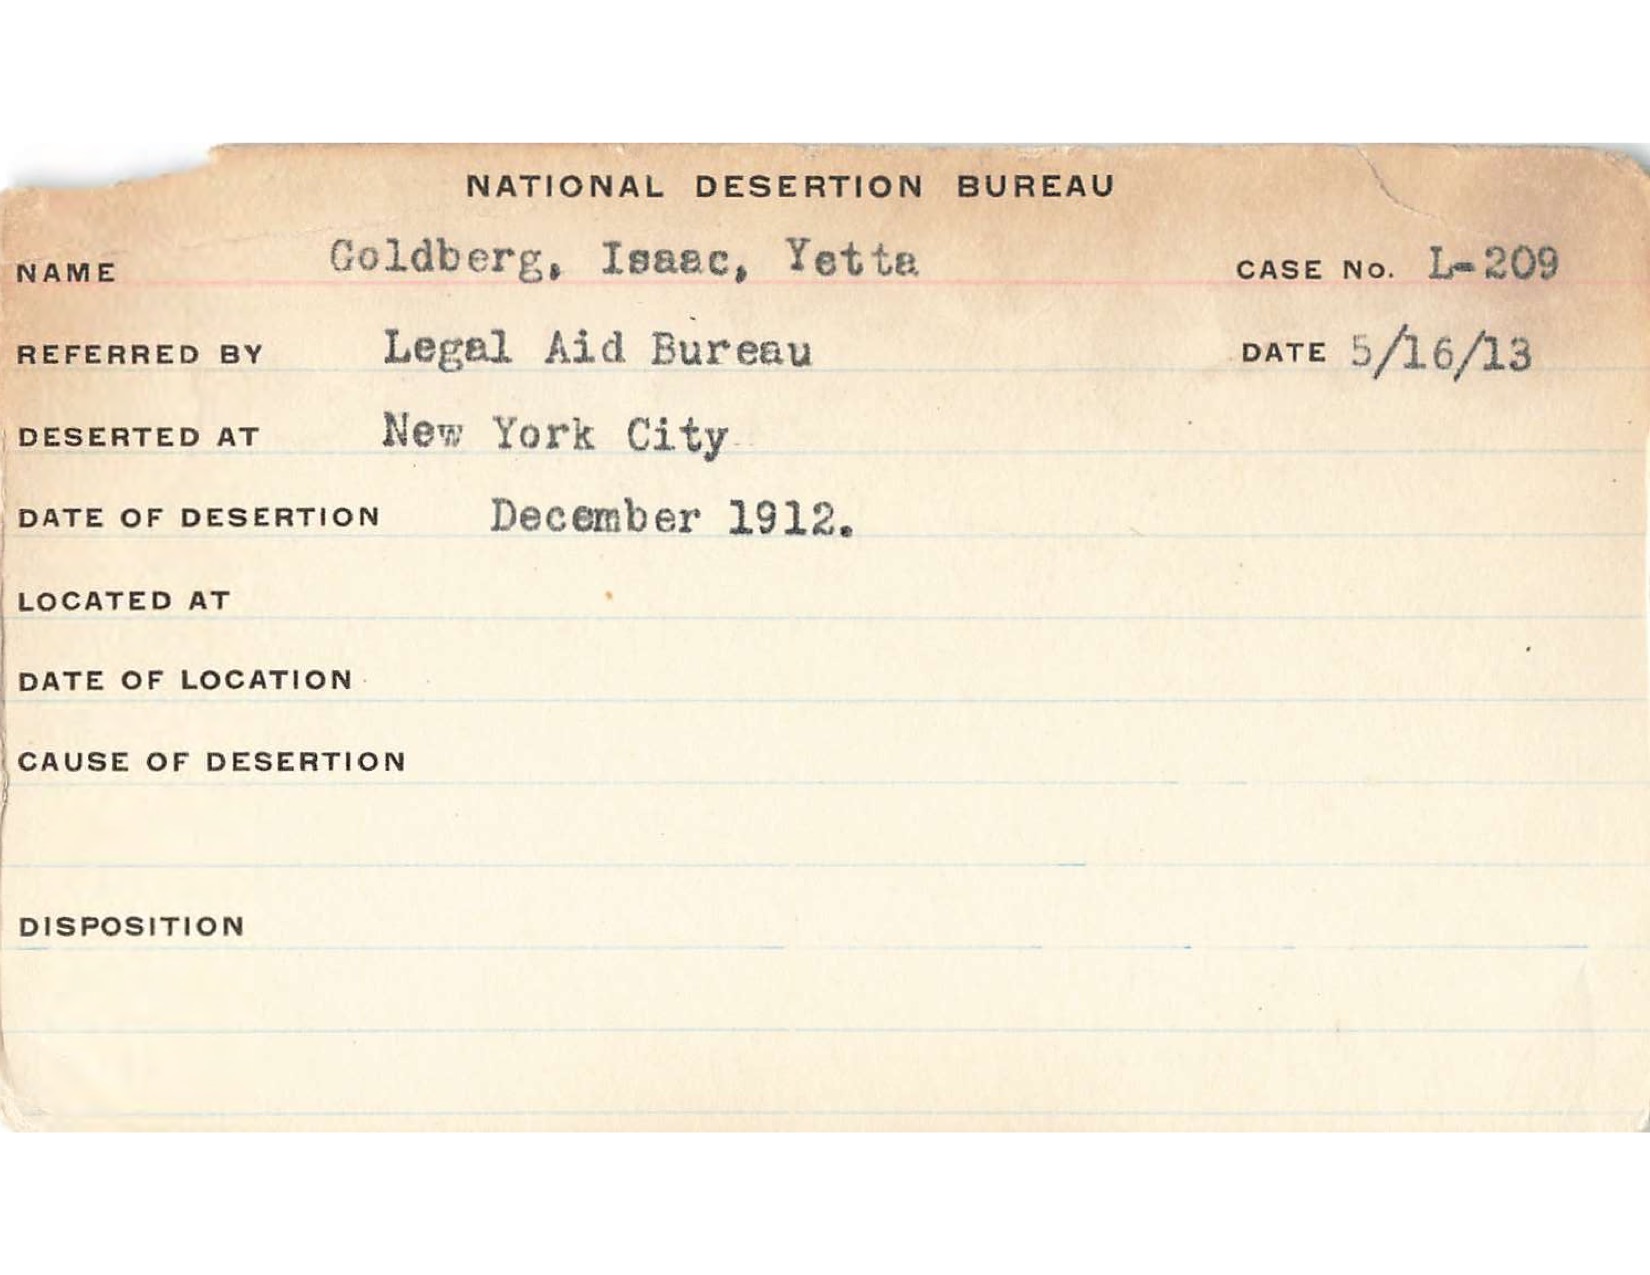 NATIONAL DESERTION BUREAU
NAME Goldberg, Isaac, Yetta CASE No. L-209
REFERRED BY Legal Aid Bureau DATE 5/16/13
DESERTED AT New York City
DATE OF DESERTION December 1912.
LOCATED AT
DATE OF LOCATION
CAUSE OF DESERTION
DISPOSITION